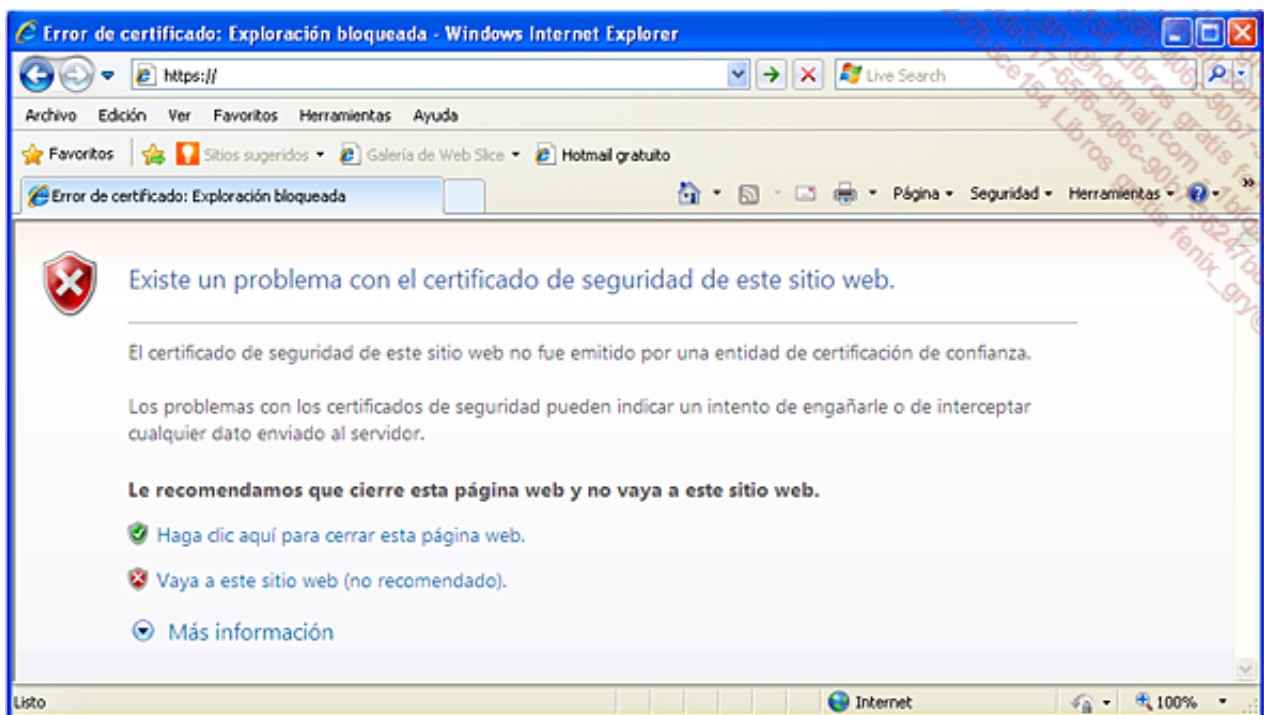 Error de certificado: Exploración bloqueada - Windows Internet Explorer
https://
Live Search
Archivo Edición Ver Favoritos Herramientas Ayuda
Favoritos Sitios sugeridos Galería de Web Slice Hotmail gratuito
Error de certificado: Exploración bloqueada Página Seguridad Herramientas
Existe un problema con el certificado de seguridad de este sitio web.
El certificado de seguridad de este sitio web no fue emitido por una entidad de certificación de confianza.
Los problemas con los certificados de seguridad pueden indicar un intento de engañarle o de interceptar
cualquier dato enviado al servidor.
Le recomendamos que cierre esta página web y no vaya a este sitio web.
Haga clic aquí para cerrar esta página web.
Vaya a este sitio web (no recomendado).
Más información
Listo Internet 100%